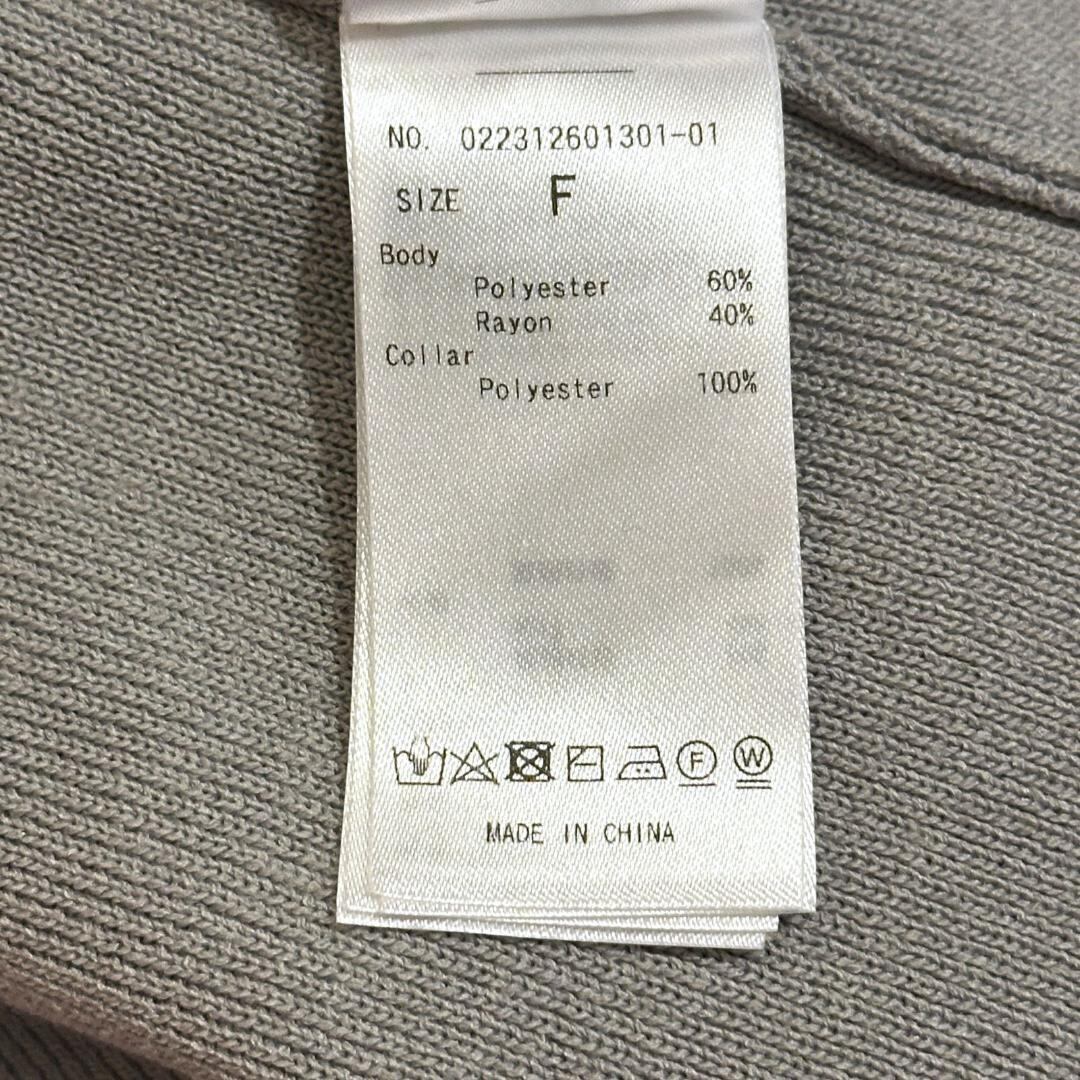 NO. 022312601301-01
SIZE F
Body
Polyester 60%
Rayon 40%
Collar
Polyester 100%
F W
MADE IN CHINA